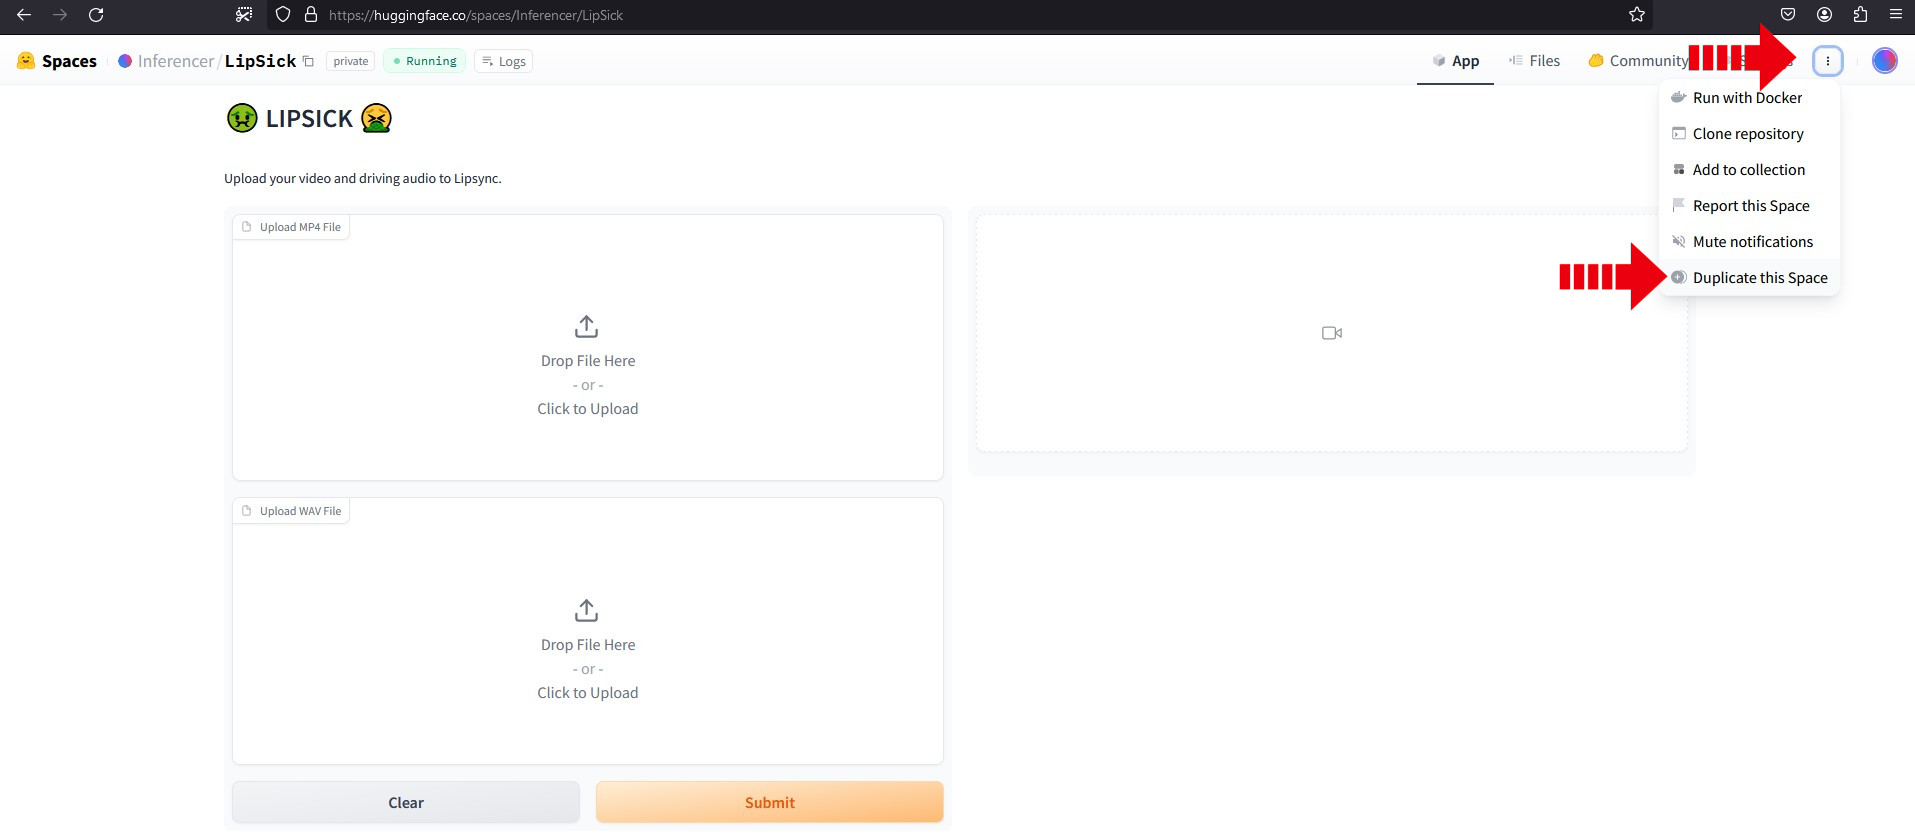 https://huggingface.co/spaces/Inferencer/LipSick
Spaces Inferencer/LipSick private Running Logs App Files Community
Run with Docker
Clone repository
Add to collection
Report this Space
Mute notifications
Duplicate this Space
LIPSICK
Upload your video and driving audio to Lipsync.
Upload MP4 File
Drop File Here
- or -
Click to Upload
Upload WAV File
Drop File Here
- or -
Click to Upload
Clear Submit